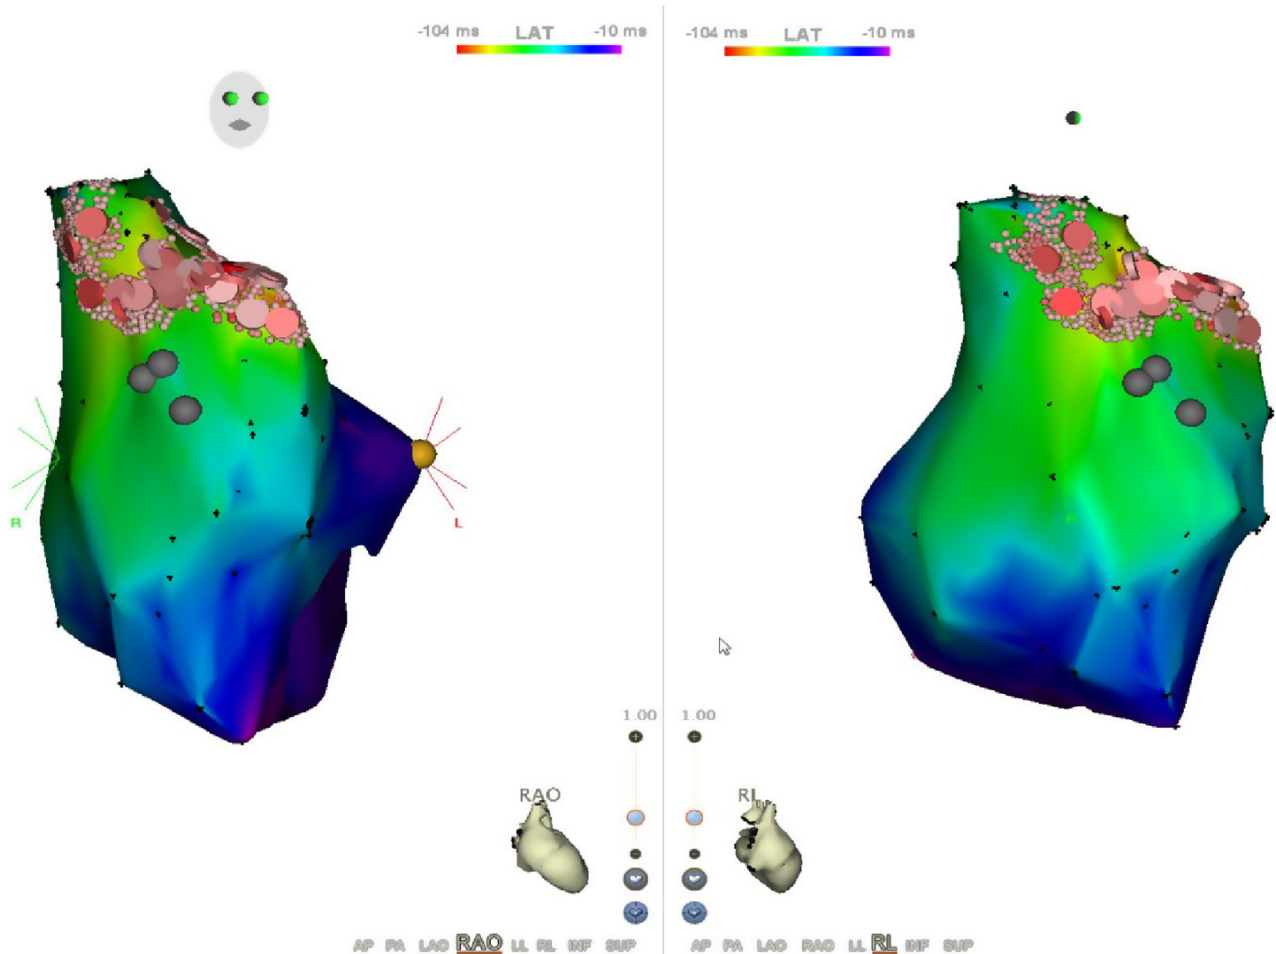 -104 ms LAT -10 ms
-104 ms LAT -10 ms
R
L
R
1.00
1.00
RAO
RL
AP PA LAO RAO LL RL INF SUP
AP PA LAO RAO LL RL INF SUP